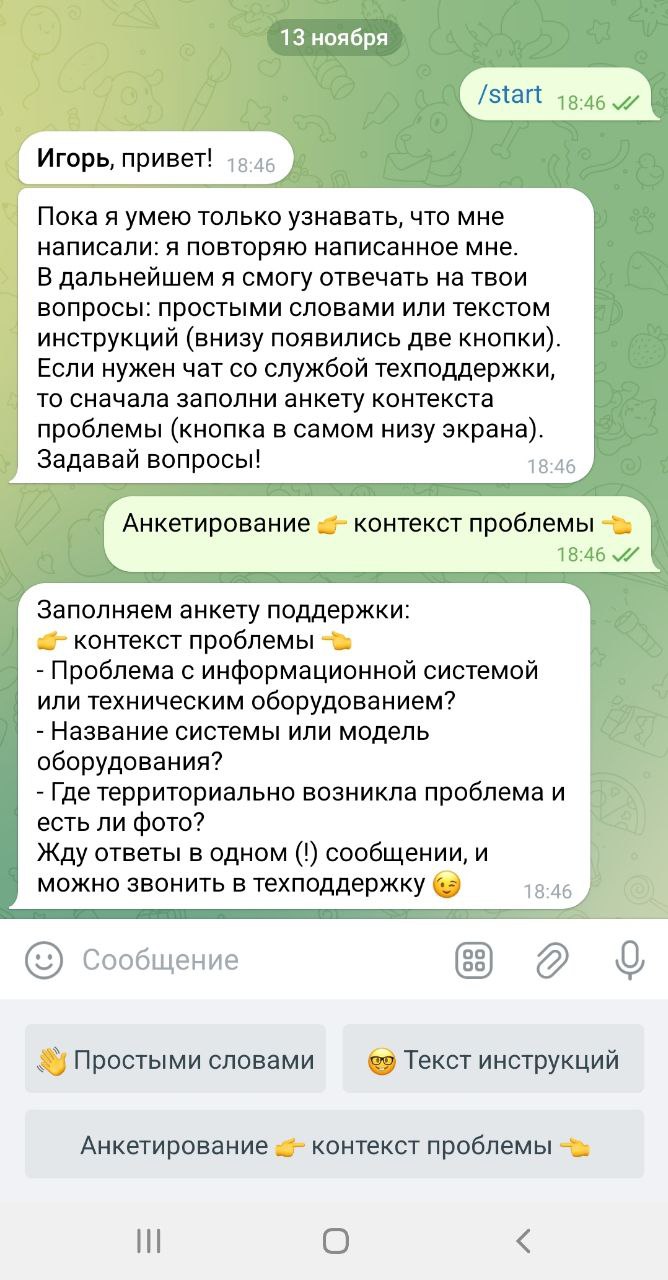 13 ноября
/start 18:46
Игорь, привет! 18:46
Пока я умею только узнавать, что мне
написали: я повторяю написанное мне.
В дальнейшем я смогу отвечать на твои
вопросы: простыми словами или текстом
инструкций (внизу появились две кнопки).
Если нужен чат со службой техподдержки,
то сначала заполни анкету контекста
проблемы (кнопка в самом низу экрана).
Задавай вопросы! 18:46
Анкетирование 👉 контекст проблемы 👈
18:46
Заполняем анкету поддержки:
👉 контекст проблемы 👈
- Проблема с информационной системой
или техническим оборудованием?
- Название системы или модель
оборудования?
- Где территориально возникла проблема и
есть ли фото?
Жду ответы в одном (!) сообщении, и
можно звонить в техподдержку 😉 18:46
Сообщение
👋 Простыми словами
🤓 Текст инструкций
Анкетирование 👉 контекст проблемы 👈